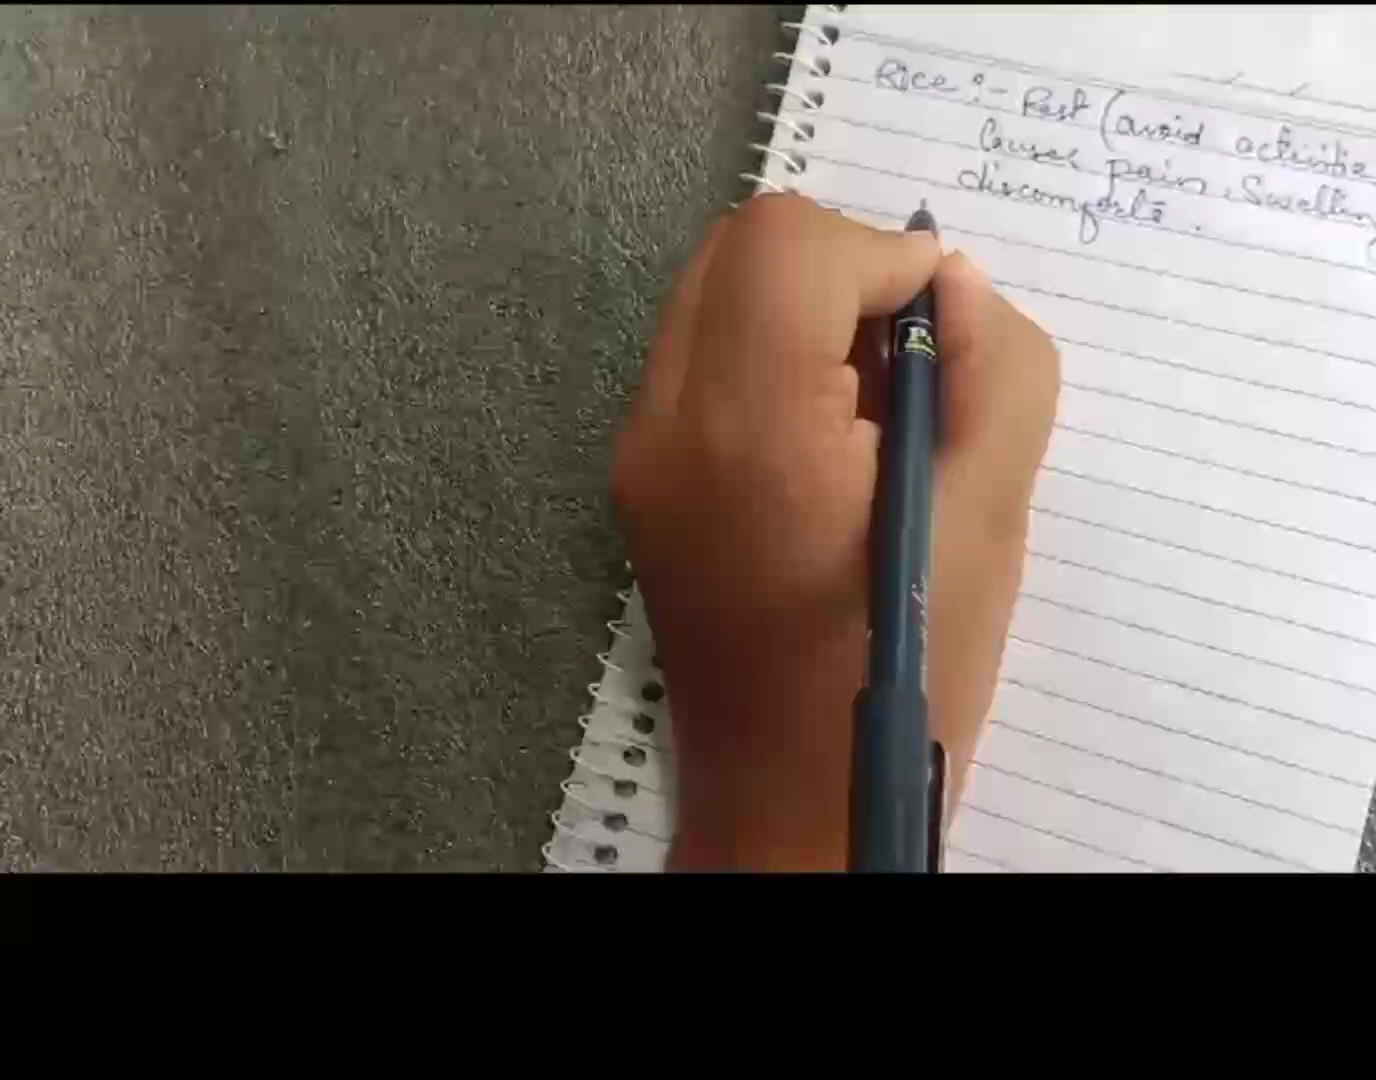 Rice :- Rest (avoid activitie
Causes pain, Swelling
discomforts.